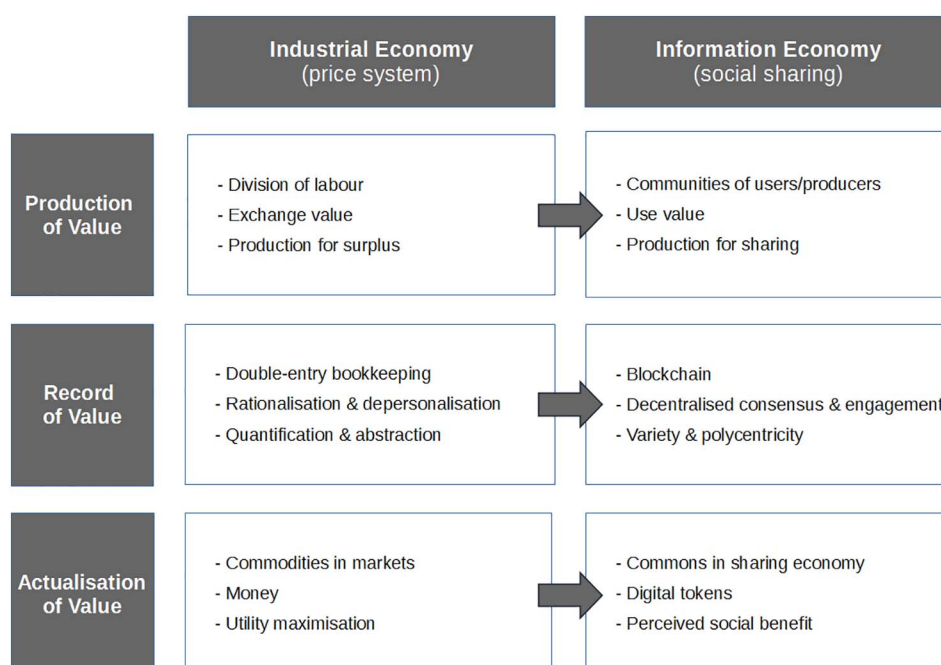 Industrial Economy
(price system)
Information Economy
(social sharing)
Production
of Value
- Division of labour
- Exchange value
- Production for surplus
- Communities of users/producers
- Use value
- Production for sharing
Record
of Value
- Double-entry bookkeeping
- Rationalisation & depersonalisation
- Quantification & abstraction
- Blockchain
- Decentralised consensus & engagement
- Variety & polycentricity
Actualisation
of Value
- Commodities in markets
- Money
- Utility maximisation
- Commons in sharing economy
- Digital tokens
- Perceived social benefit